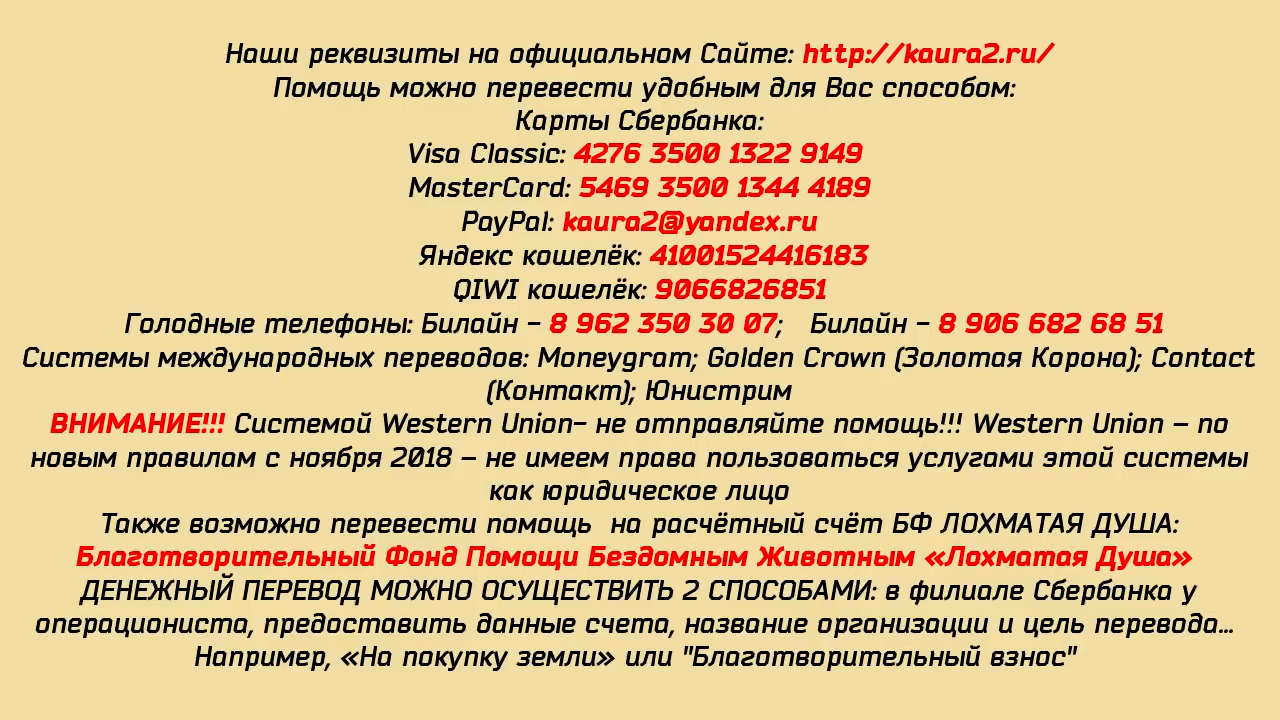 Наши реквизиты на официальном Сайте: http://kaura2.ru/
Помощь можно перевести удобным для Вас способом:
Карты Сбербанка:
Visa Classic: 4276 3500 1322 9149
MasterCard: 5469 3500 1344 4189
PayPal: kaura2@yandex.ru
Яндекс кошелёк: 41001524416183
QIWI кошелёк: 9066826851
Голодные телефоны: Билайн - 8 962 350 30 07; Билайн - 8 906 682 68 51
Системы международных переводов: Moneygram; Golden Crown (Золотая Корона); Contact
(Контакт); Юнистрим
ВНИМАНИЕ!!! Системой Western Union- не отправляйте помощь!!! Western Union – по
новым правилам с ноября 2018 – не имеем права пользоваться услугами этой системы
как юридическое лицо
Также возможно перевести помощь на расчётный счёт БФ ЛОХМАТАЯ ДУША:
Благотворительный Фонд Помощи Бездомным Животным «Лохматая Душа»
ДЕНЕЖНЫЙ ПЕРЕВОД МОЖНО ОСУЩЕСТВИТЬ 2 СПОСОБАМИ: в филиале Сбербанка у
операциониста, предоставить данные счета, название организации и цель перевода...
Например, «На покупку земли» или "Благотворительный взнос"